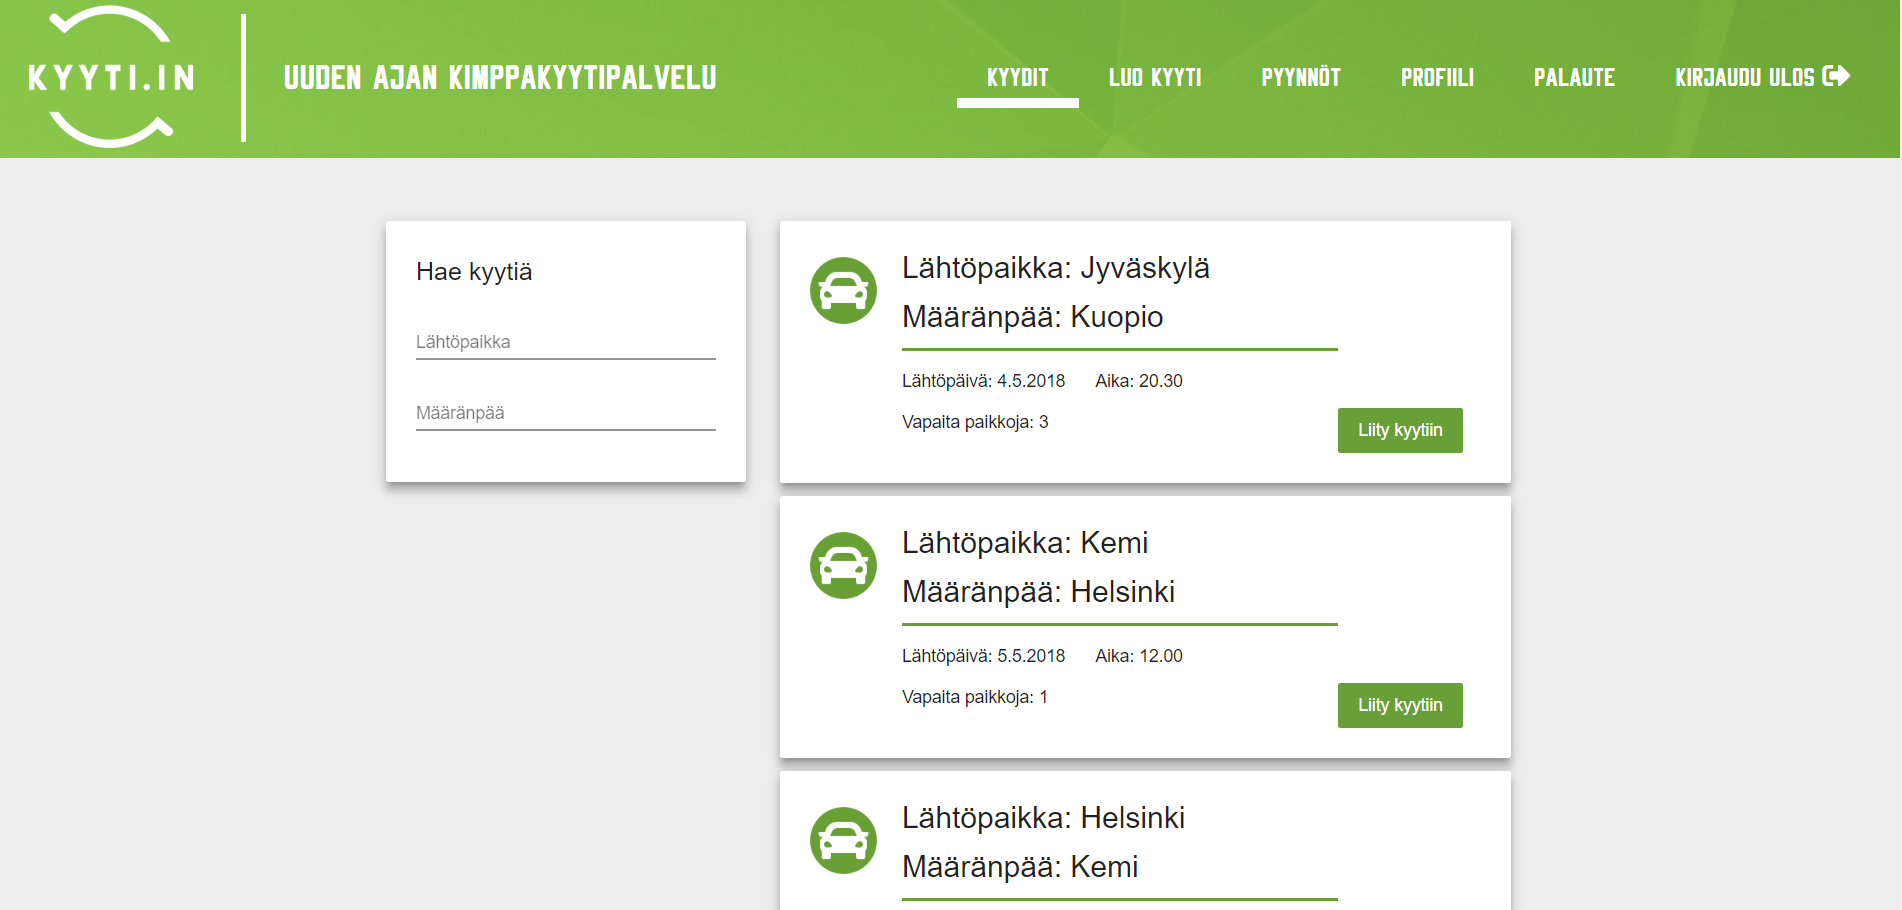 KYYTI.IN
UUDEN AJAN KIMPPAKYYTIPALVELU
KYYDIT
LUO KYYTI
PYYNNÖT
PROFIILI
PALAUTE
KIRJAUDU ULOS
Hae kyytiä
Lähtöpaikka
Määränpää
Lähtöpaikka: Jyväskylä
Määränpää: Kuopio
Lähtöpäivä: 4.5.2018 Aika: 20.30
Vapaita paikkoja: 3
Liity kyytiin
Lähtöpaikka: Kemi
Määränpää: Helsinki
Lähtöpäivä: 5.5.2018 Aika: 12.00
Vapaita paikkoja: 1
Liity kyytiin
Lähtöpaikka: Helsinki
Määränpää: Kemi